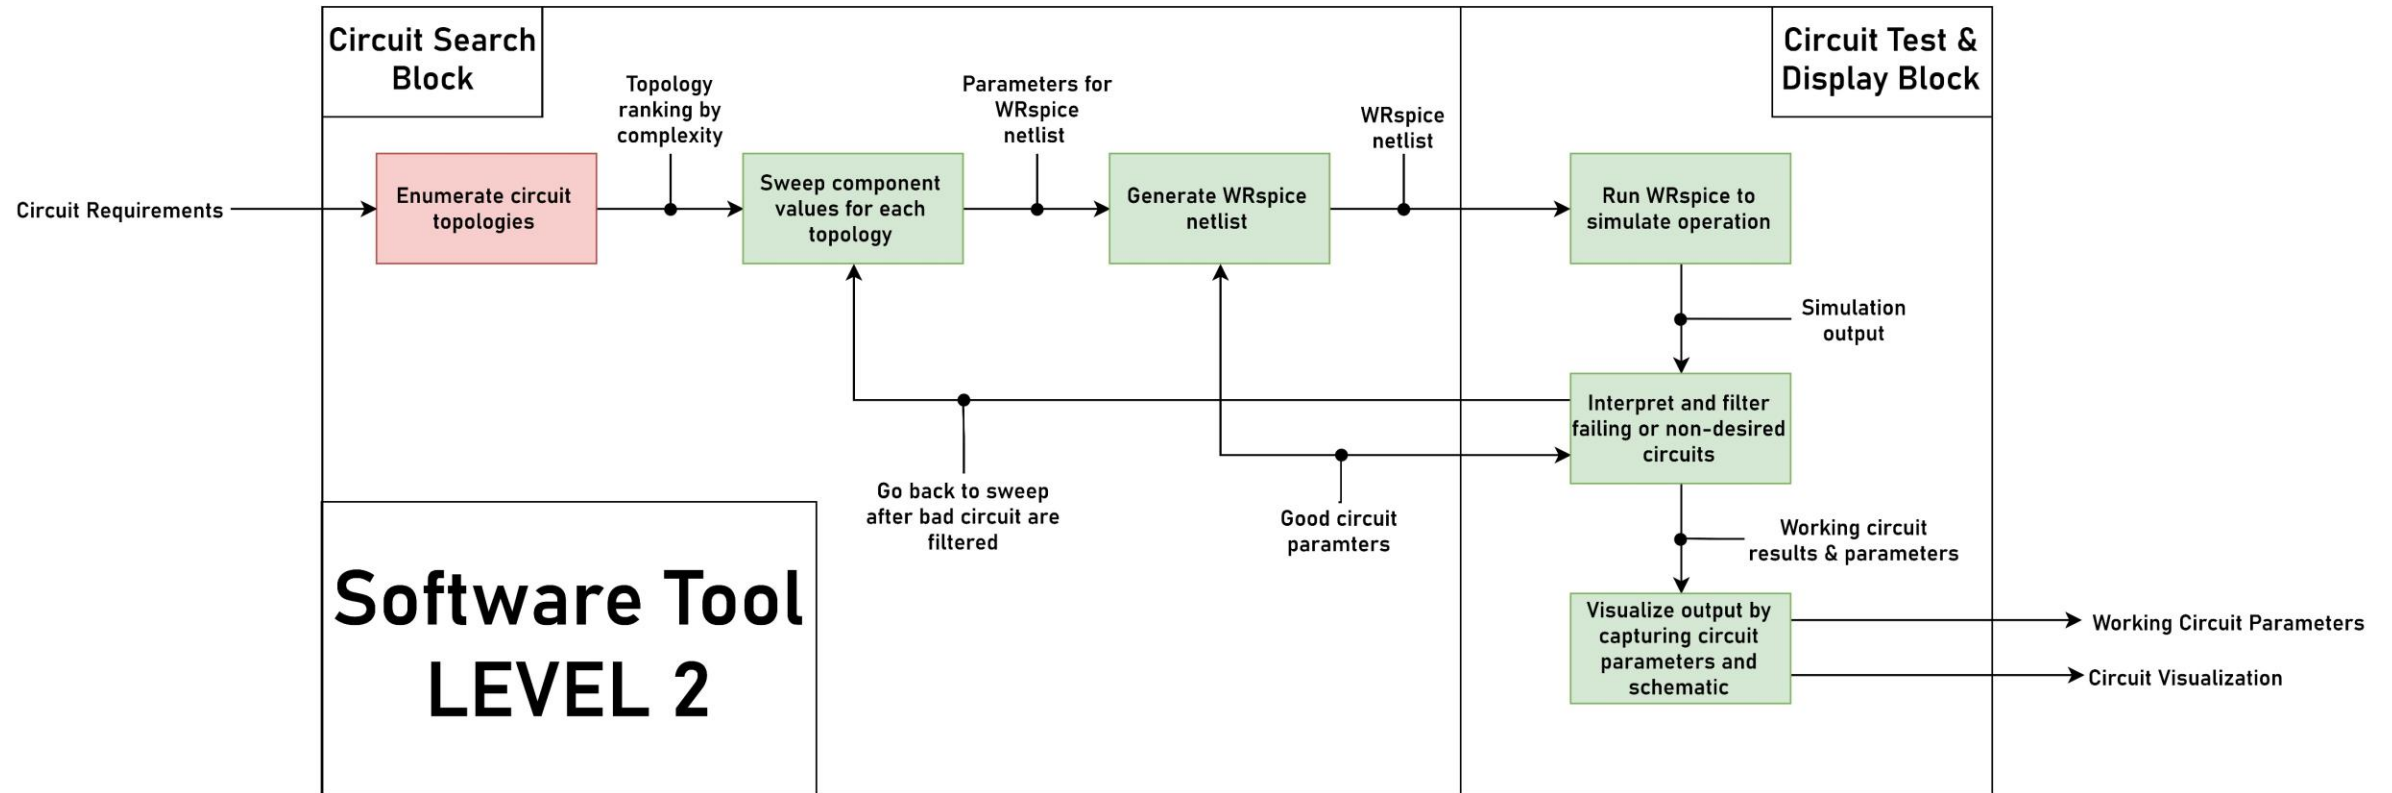 Circuit Search
Block
Circuit Test &
Display Block
Topology
ranking by
complexity
Parameters for
WRspice
netlist
WRspice
netlist
Circuit Requirements
Enumerate circuit
topologies
Sweep component
values for each
topology
Generate WRspice
netlist
Run WRspice to
simulate operation
Simulation
output
Interpret and filter
failing or non-desired
circuits
Go back to sweep
after bad circuit are
filtered
Good circuit
paramters
Working circuit
results & parameters
Software Tool
LEVEL 2
Visualize output by
capturing circuit
parameters and
schematic
Working Circuit Parameters
Circuit Visualization